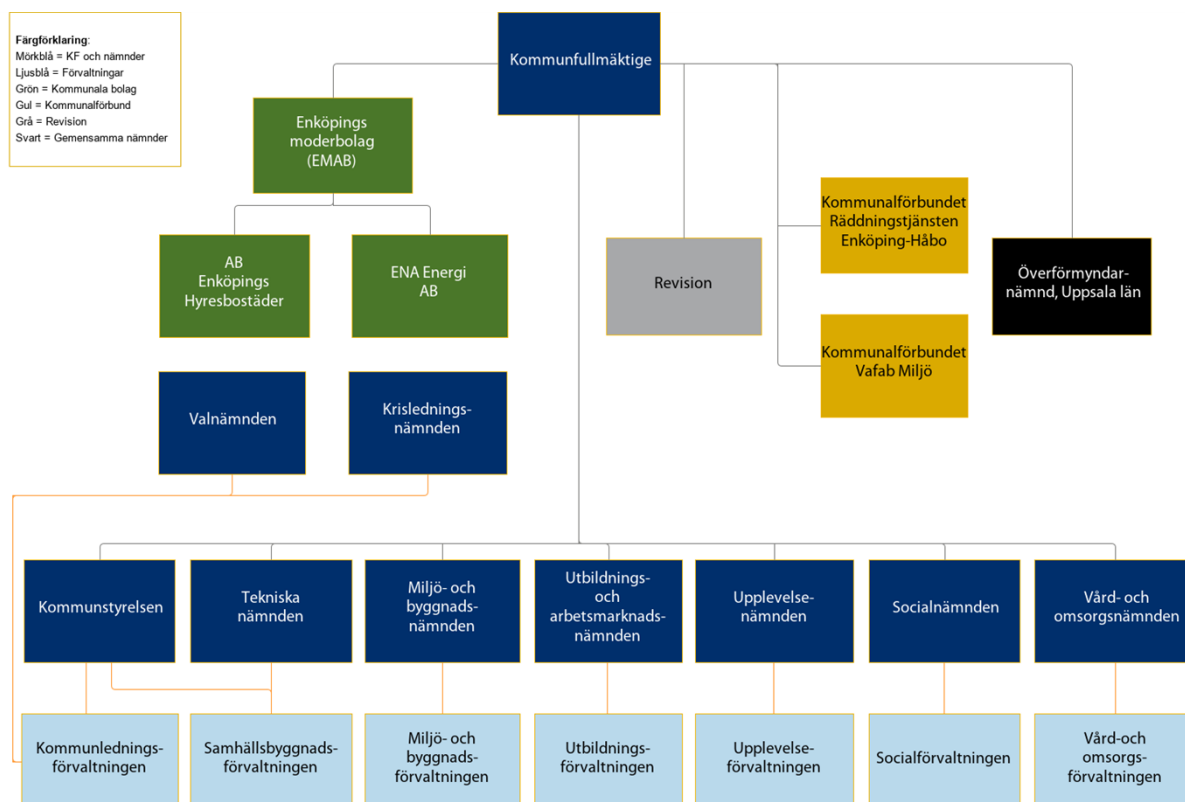 Färgförklaring:
Mörkblå = KF och nämnder
Ljusblå = Förvaltningar
Grön = Kommunala bolag
Gul = Kommunalförbund
Grå = Revision
Svart = Gemensamma nämnder
Kommunfullmäktige
Enköpings
moderbolag
(EMAB)
AB
Enköpings
Hyresbostäder
ENA Energi
AB
Revision
Kommunalförbundet
Räddningstjänsten
Enköping-Håbo
Kommunalförbundet
Vafab Miljö
Överförmyndar-
nämnd, Uppsala län
Valnämnden
Krislednings-
nämnden
Kommunstyrelsen
Tekniska
nämnden
Miljö- och
byggnads-
nämnden
Utbildnings-
och
arbetsmarknads-
nämnden
Upplevelse-
nämnden
Socialnämnden
Vård- och
omsorgsnämnden
Kommunlednings-
förvaltningen
Samhällsbyggnads-
förvaltningen
Miljö- och
byggnads-
förvaltningen
Utbildnings-
förvaltningen
Upplevelse-
förvaltningen
Socialförvaltningen
Vård-och
omsorgs-
förvaltningen